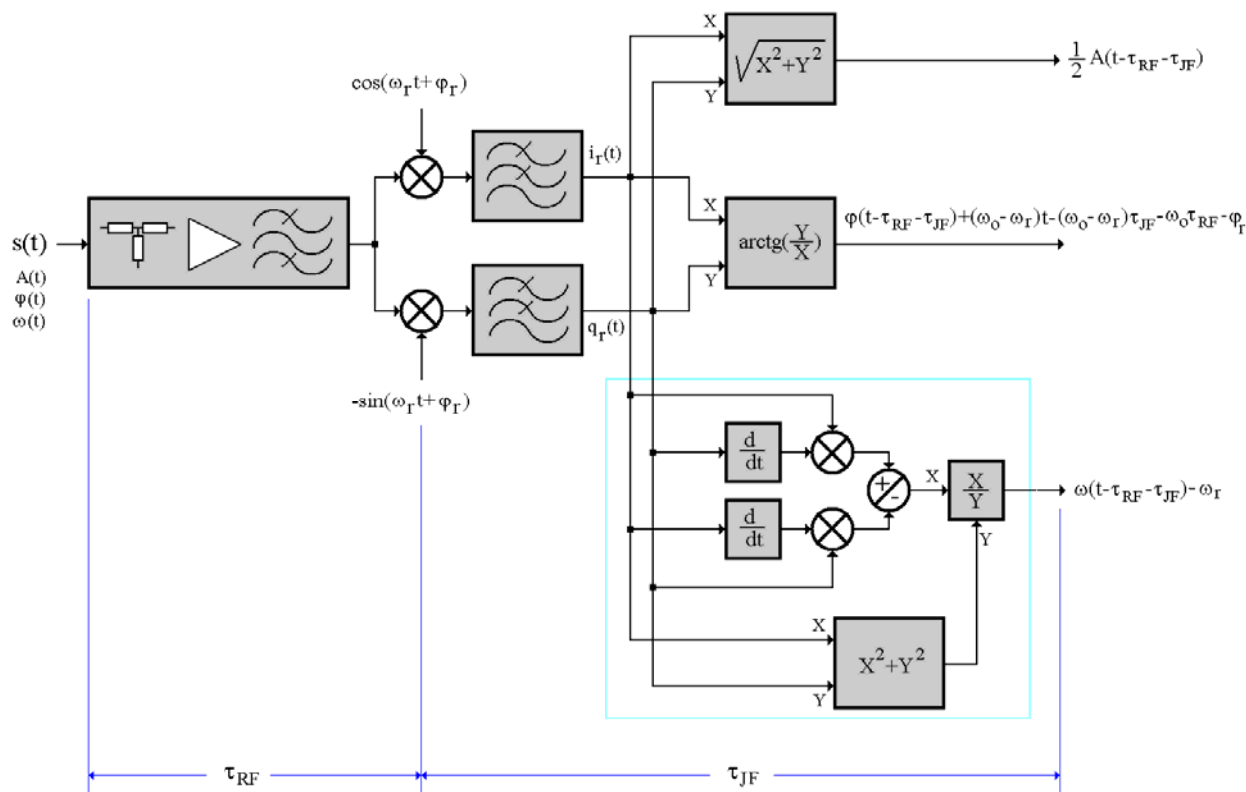 X
√X²+Y²
Y
½ A(t-τ_RF-τ_JF)
cos(ω_r t+φ_r)
i_r(t)
s(t)
A(t)
φ(t)
ω(t)
X
arctg(Y/X)
Y
φ(t-τ_RF-τ_JF)+(ω_o-ω_r)t-(ω_o-ω_r)τ_JF-ω_oτ_RF-φ_r
q_r(t)
-sin(ω_r t+φ_r)
d/dt
+
-
X
X/Y
Y
ω(t-τ_RF-τ_JF)-ω_r
d/dt
X
X²+Y²
Y
τ_RF
τ_JF